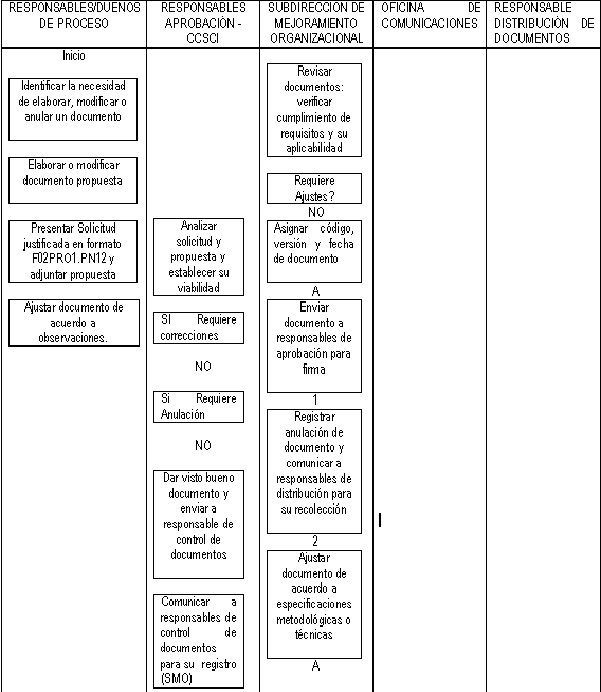 RESPONSABLES/DUEÑOS
DE PROCESO
RESPONSABLES
APROBACIÓN -
CCSCI
SUBDIRECCIÓN DE
MEJORAMIENTO
ORGANIZACIONAL
OFICINA DE
COMUNICACIONES
RESPONSABLE
DISTRIBUCIÓN DE
DOCUMENTOS
Inicio
Identificar la necesidad
de elaborar, modificar o
anular un documento
Elaborar o modificar
documento propuesta
Presentar Solicitud
justificada en formato
F02PRO1.PN12 y
adjuntar propuesta
Ajustar documento de
acuerdo a
observaciones.
Analizar
solicitud y
propuesta y
establecer su
viabilidad
SI Requiere
correcciones
NO
Si Requiere
Anulación
NO
Dar visto bueno
documento y
enviar a
responsable de
control de
documentos
Comunicar a
responsables de
control de
documentos
para su registro
(SIMO)
Revisar
documentos:
verificar
cumplimiento de
requisitos y su
aplicabilidad
Requiere
Ajustes?
NO
Asignar código,
versión y fecha
de documento
A.
Enviar
documento a
responsables de
aprobación para
firma
1
Registrar
anulación de
documento y
comunicar a
responsables de
distribución para
su recolección
2
Ajustar
documento de
acuerdo a
especificaciones
metodológicas o
técnicas
A.